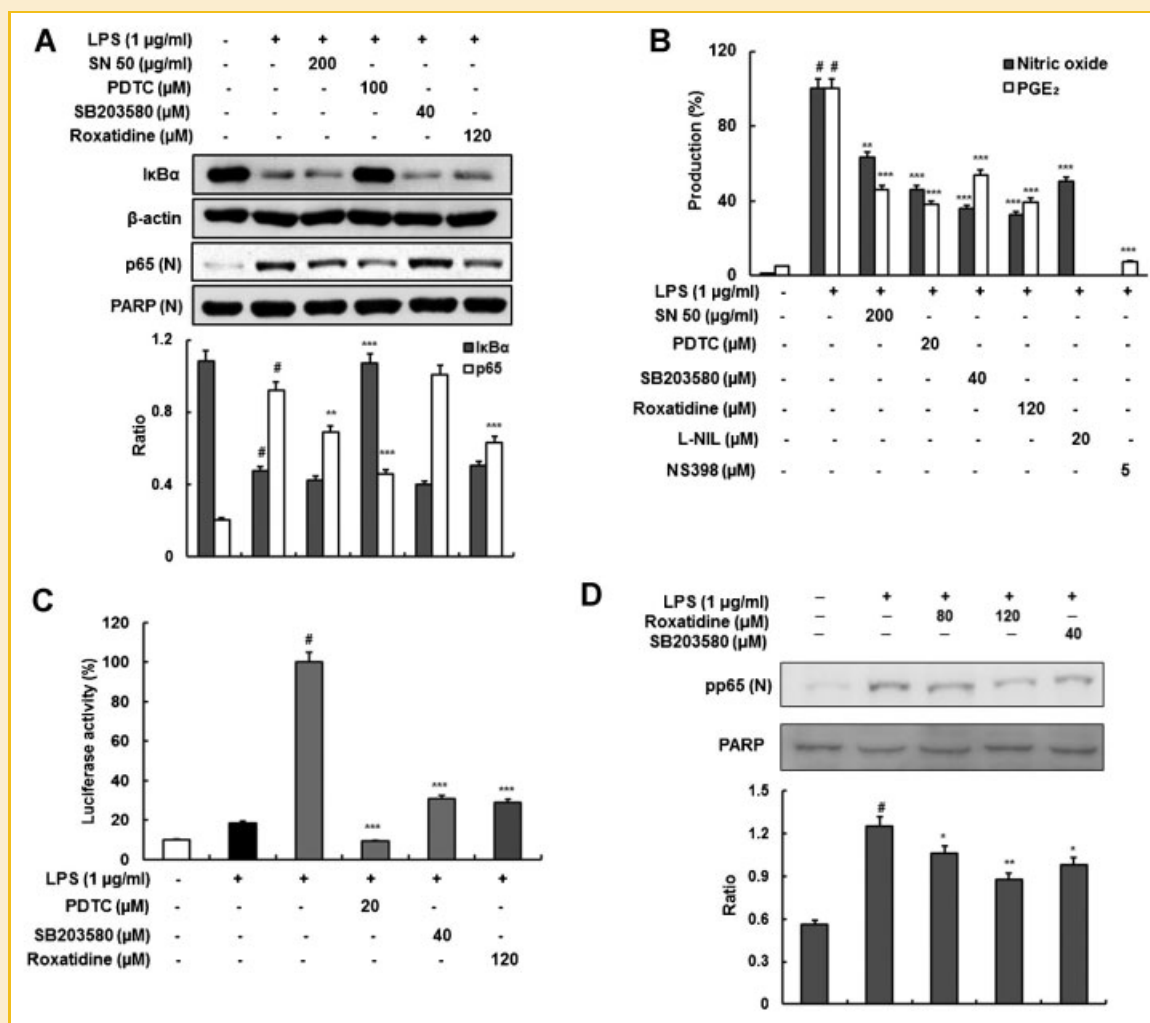 A
LPS (1 μg/ml) - + + + + +
SN 50 (μg/ml) - - 200 - - -
PDTC (μM) - - - 100 - -
SB203580 (μM) - - - - 40 -
Roxatidine (μM) - - - - - 120
IκBα
β-actin
p65 (N)
PARP (N)
IκBα
p65
Ratio
1.2
0.8
0.4
0
# # ** *** *** ***
B
Nitric oxide
PGE₂
Production (%)
100
80
60
40
20
0
# # ** *** *** *** *** *** *** *** *** ***
LPS (1 μg/ml) - + + + + + + +
SN 50 (μg/ml) - - 200 - - - - -
PDTC (μM) - - - 20 - - - -
SB203580 (μM) - - - - 40 - - -
Roxatidine (μM) - - - - - 120 - -
L-NIL (μM) - - - - - - 20 -
NS398 (μM) - - - - - - - 5
C
Luciferase activity (%)
120
100
80
60
40
20
0
# *** *** ***
LPS (1 μg/ml) - + + + + +
PDTC (μM) - - - 20 - -
SB203580 (μM) - - - - 40 -
Roxatidine (μM) - - - - - 120
D
LPS (1 μg/ml) – + + + +
Roxatidine (μM) – – 80 120 –
SB203580 (μM) – – – – 40
pp65 (N)
PARP
Ratio
1.5
1.2
0.9
0.6
0.3
0
# * ** *